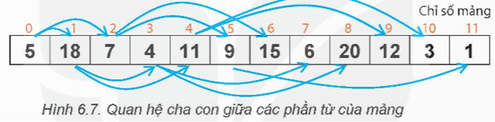 Chỉ số mảng
0 1 2 3 4 5 6 7 8 9 10 11
5 18 7 4 11 9 15 6 20 12 3 1
Hình 6.7. Quan hệ cha con giữa các phần tử của mảng